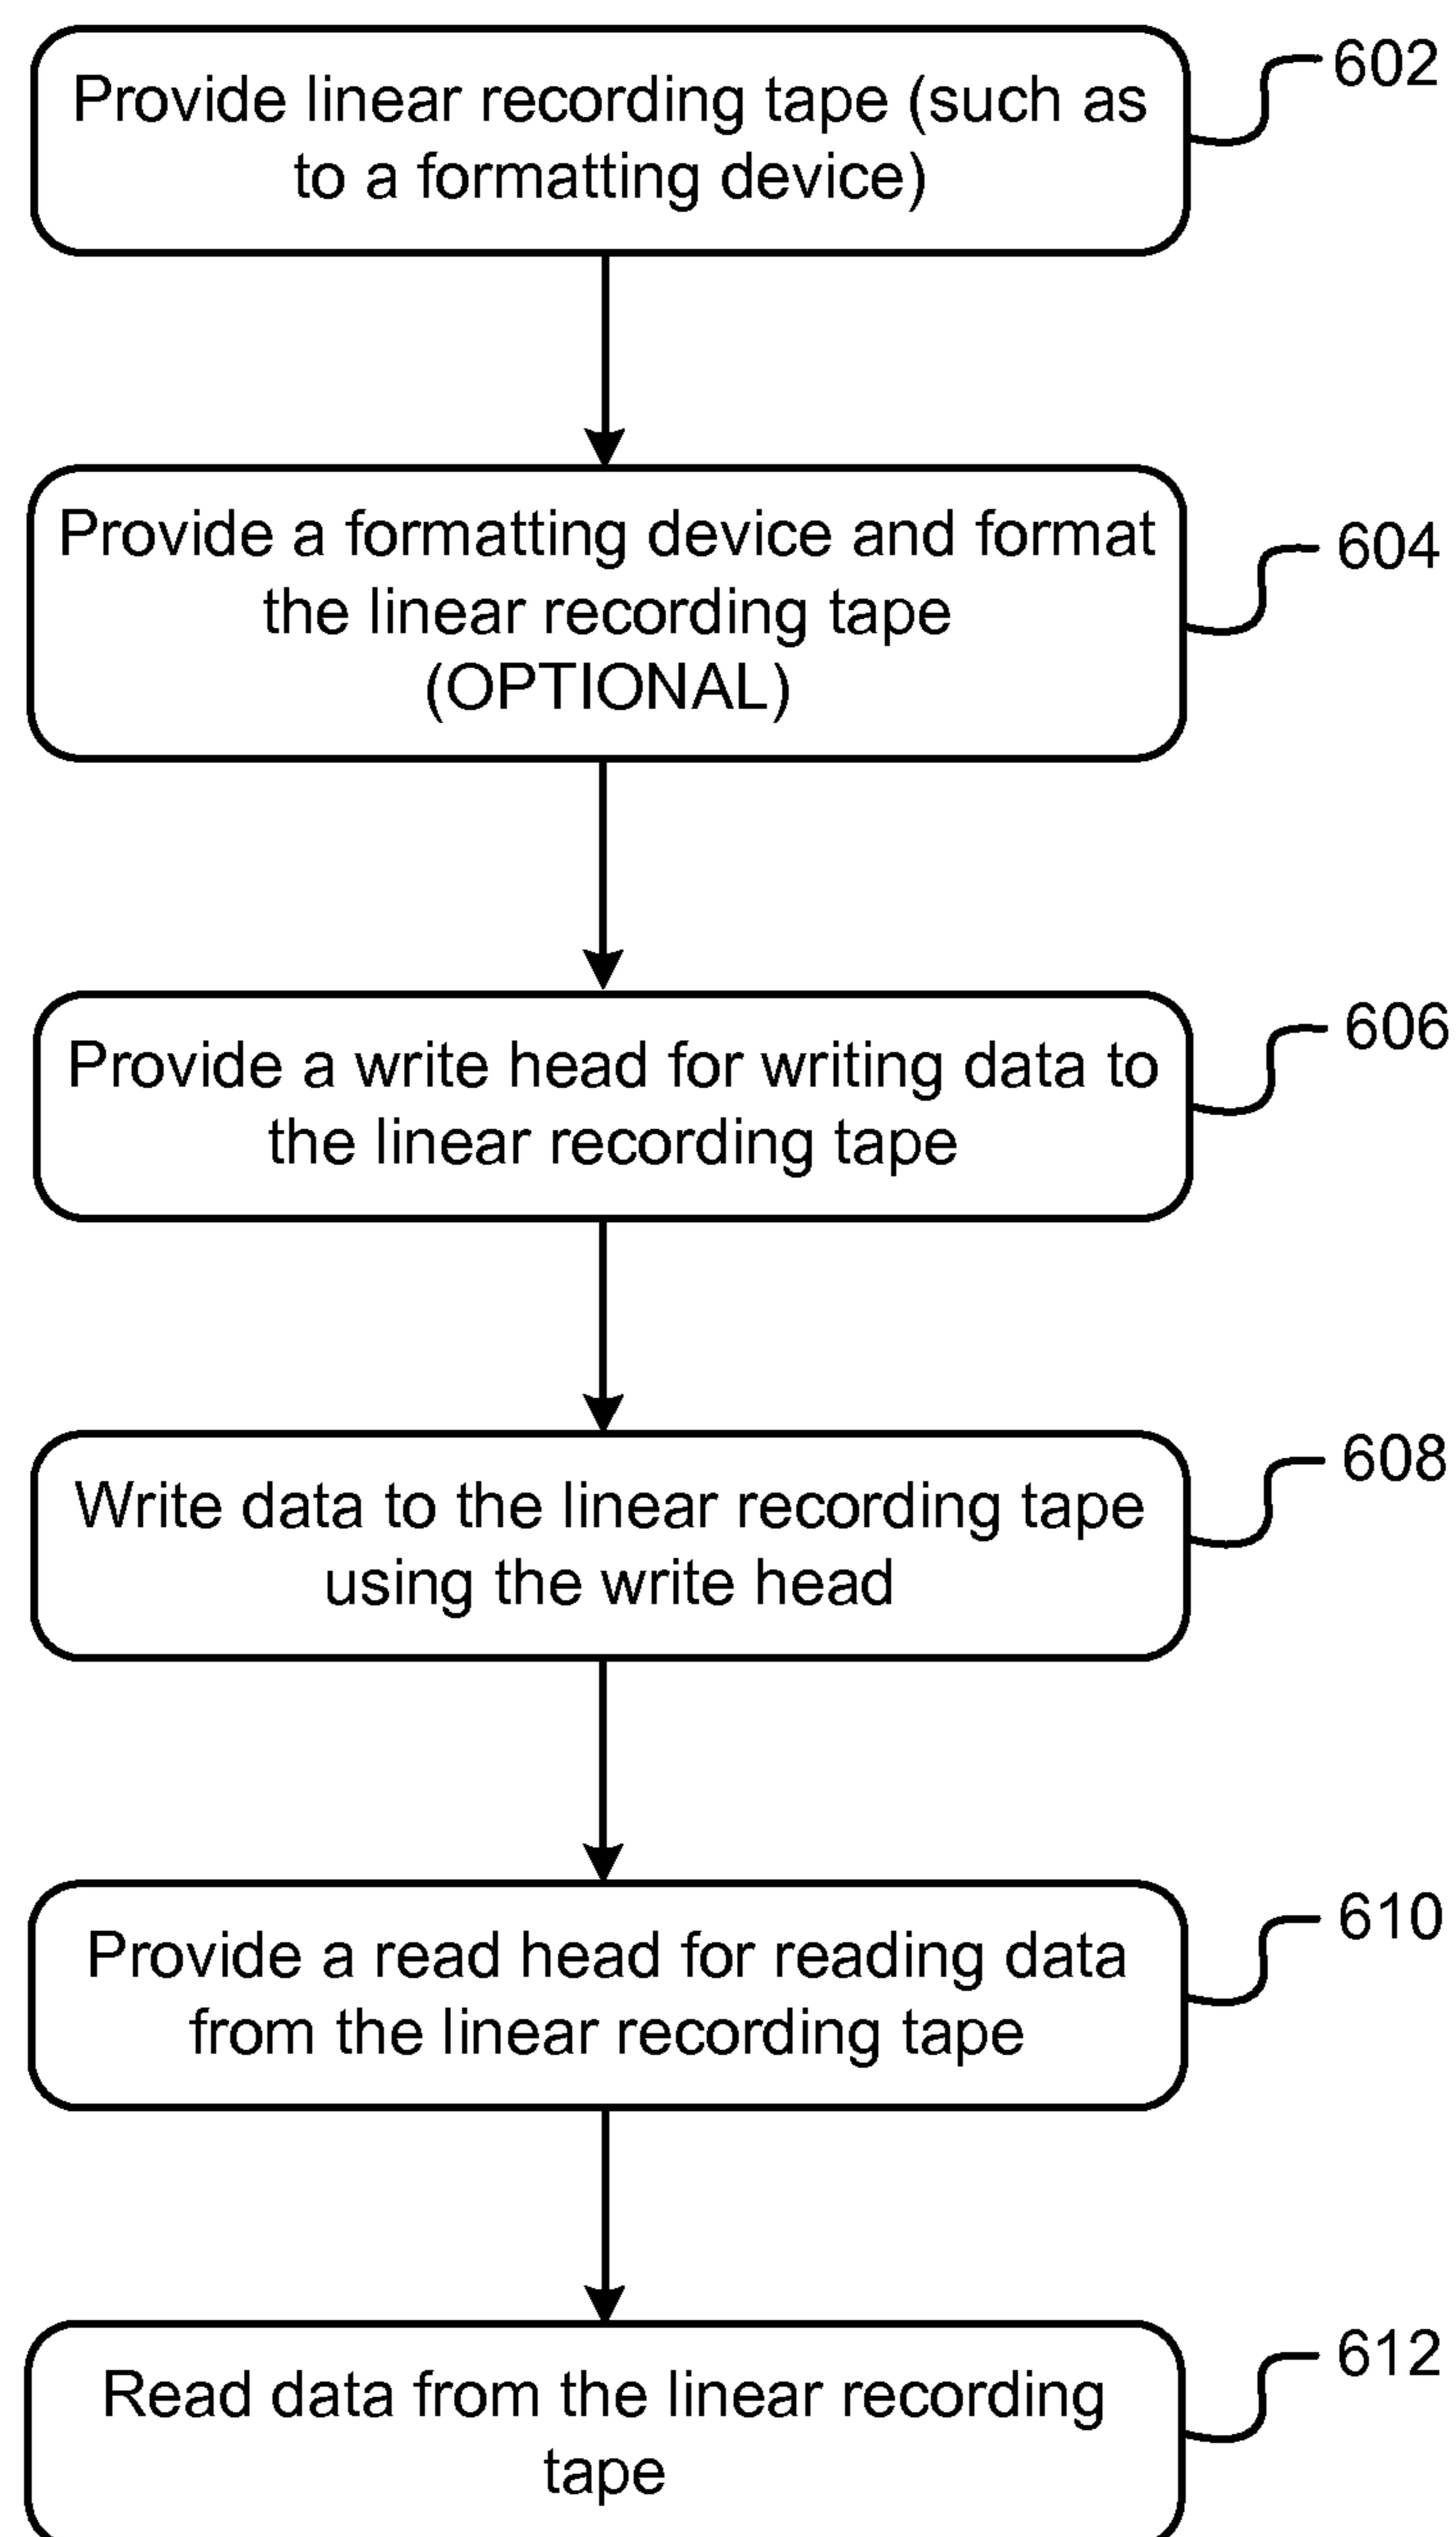 Provide linear recording tape (such as
to a formatting device)
602
Provide a formatting device and format
the linear recording tape
(OPTIONAL)
604
Provide a write head for writing data to
the linear recording tape
606
Write data to the linear recording tape
using the write head
608
Provide a read head for reading data
from the linear recording tape
610
Read data from the linear recording
tape
612